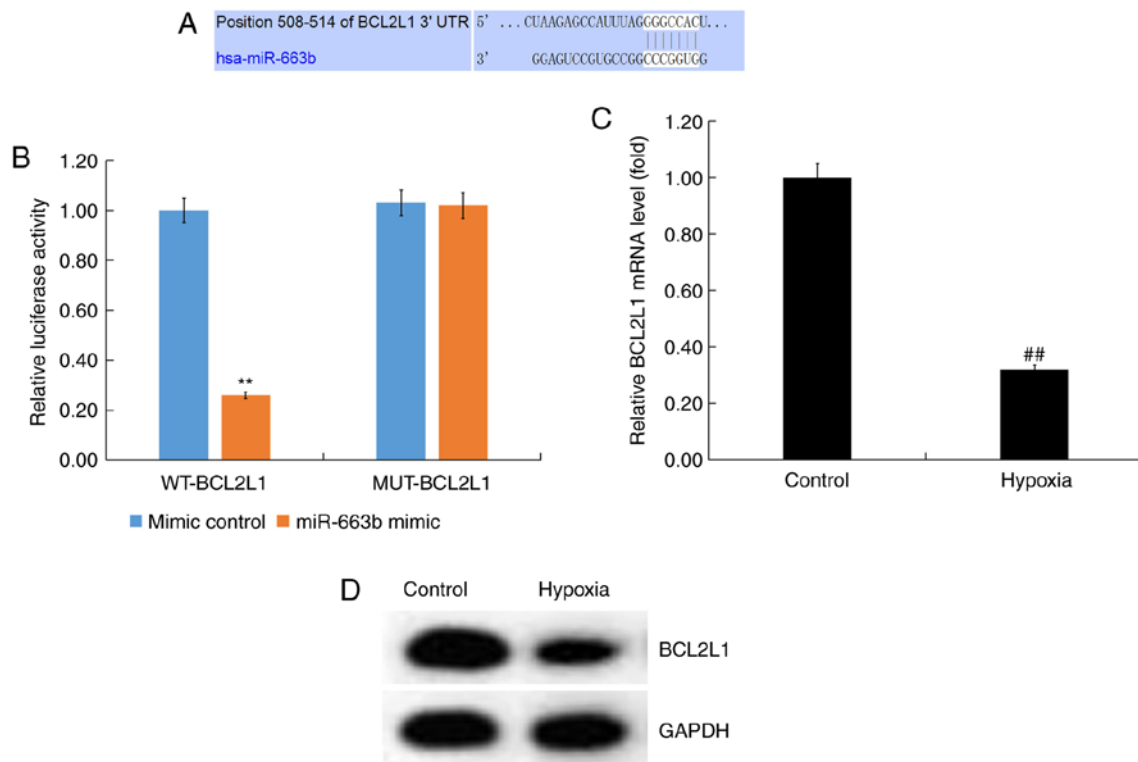 A
Position 508-514 of BCL2L1 3' UTR 5' ...CUAAGAGCCAUUUAGGGGCCACU...
hsa-miR-663b 3' GGAGUCCGUGCCGGCCCGGUGG
B
Relative luciferase activity
1.20
1.00
0.80
0.60
0.40
0.20
0.00
**
WT-BCL2L1 MUT-BCL2L1
Mimic control miR-663b mimic
C
Relative BCL2L1 mRNA level (fold)
1.20
1.00
0.80
0.60
0.40
0.20
0.00
##
Control Hypoxia
D
Control Hypoxia
BCL2L1
GAPDH